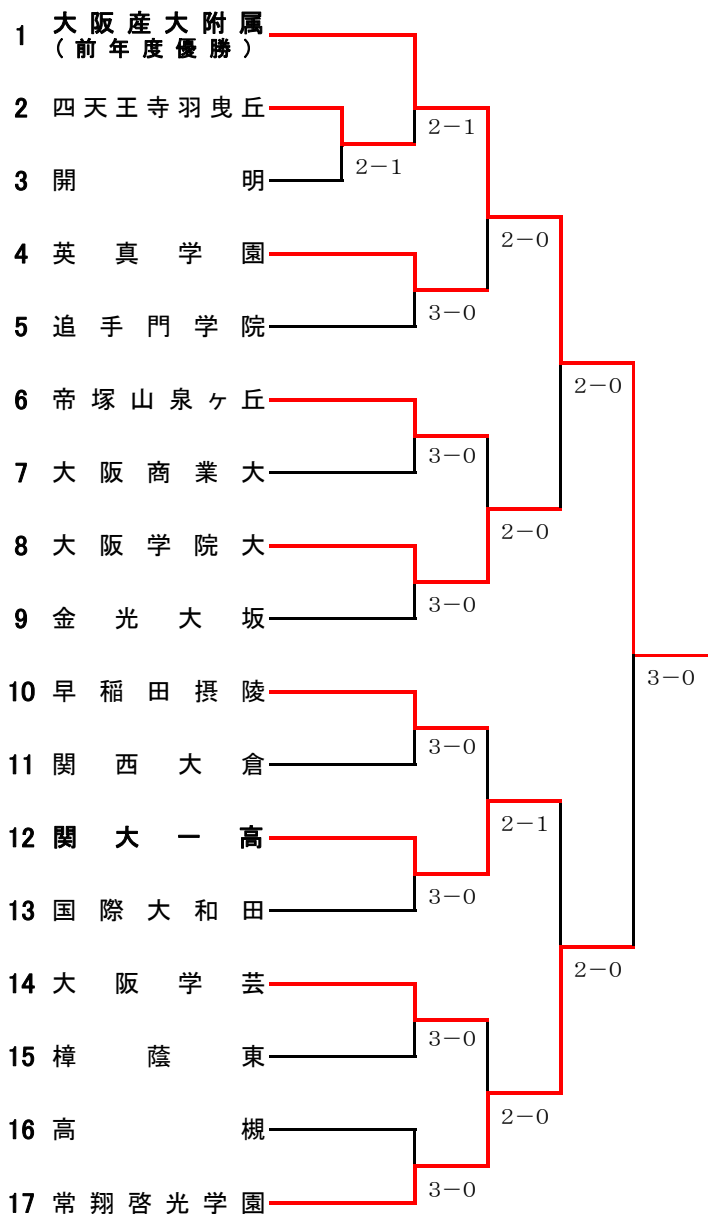 1 大阪産大附属
(前年度優勝)
2 四天王寺羽曳丘
2－1
2－1
3 開明
2－0
4 英真学園
3－0
5 追手門学院
2－0
6 帝塚山泉ヶ丘
3－0
7 大阪商業大
2－0
8 大阪学院大
3－0
9 金光大坂
3－0
10 早稲田摂陵
3－0
11 関西大倉
2－1
12 関大一高
3－0
13 国際大和田
2－0
14 大阪学芸
3－0
15 樟蔭東
2－0
16 高槻
3－0
17 常翔啓光学園